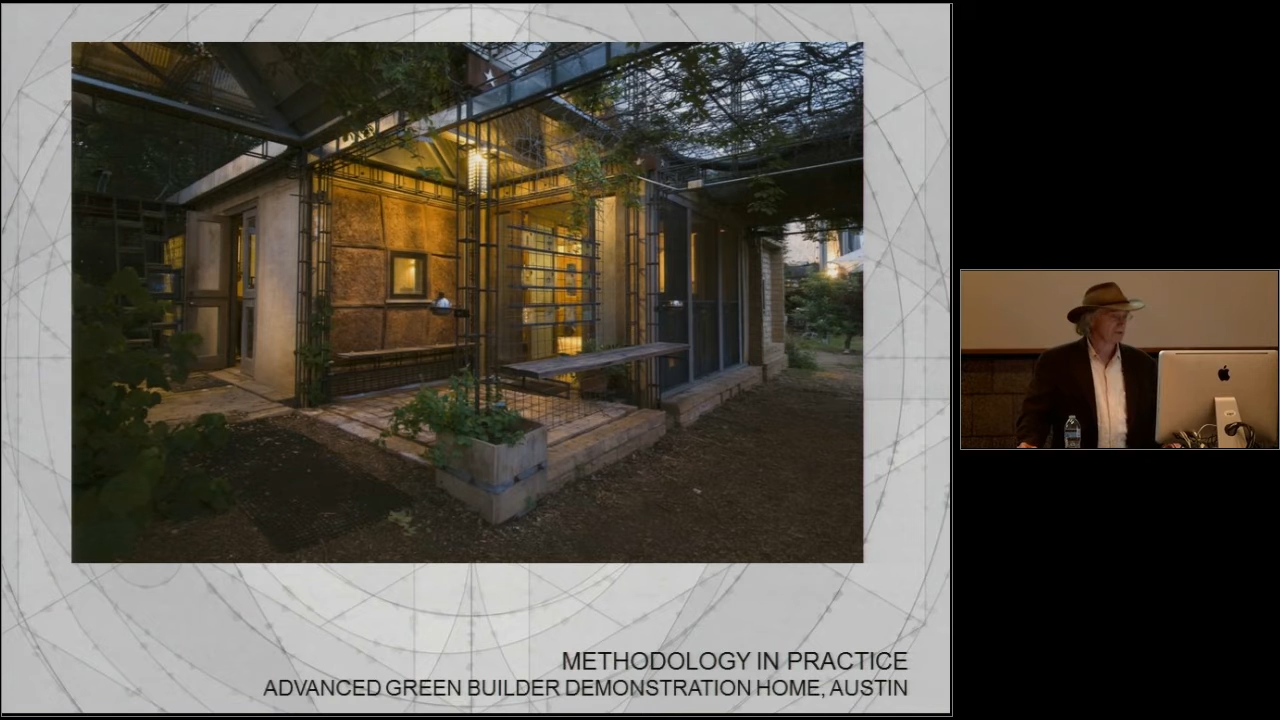 METHODOLOGY IN PRACTICE
ADVANCED GREEN BUILDER DEMONSTRATION HOME, AUSTIN